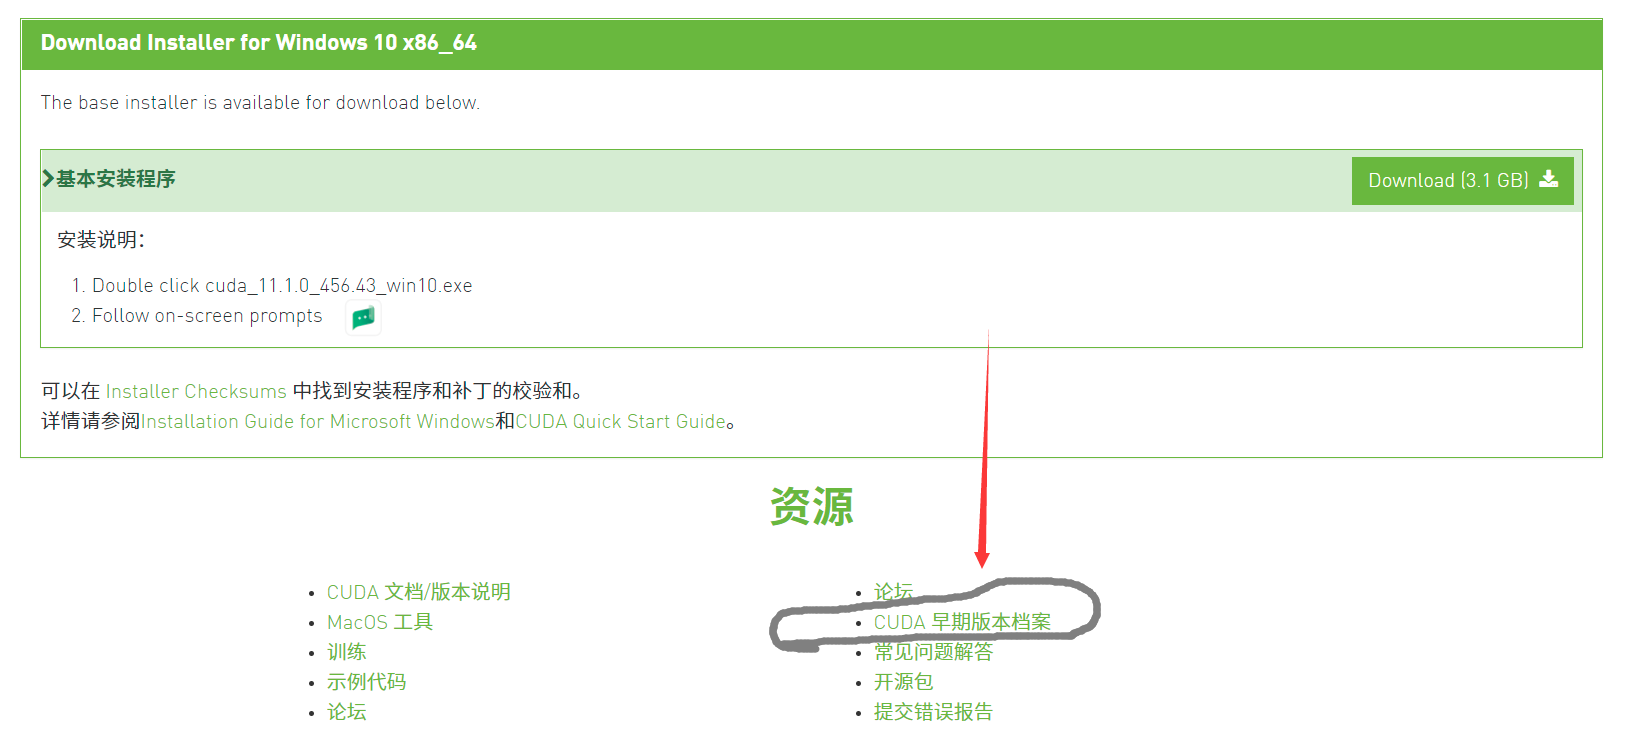 Download Installer for Windows 10 x86_64
The base installer is available for download below.
基本安装程序
Download (3.1 GB)
安装说明：
1. Double click cuda_11.1.0_456.43_win10.exe
2. Follow on-screen prompts
可以在 Installer Checksums 中找到安装程序和补丁的校验和。
详情请参阅Installation Guide for Microsoft Windows和CUDA Quick Start Guide。
资源
CUDA 文档/版本说明
MacOS 工具
训练
示例代码
论坛
论坛
CUDA 早期版本档案
常见问题解答
开源包
提交错误报告